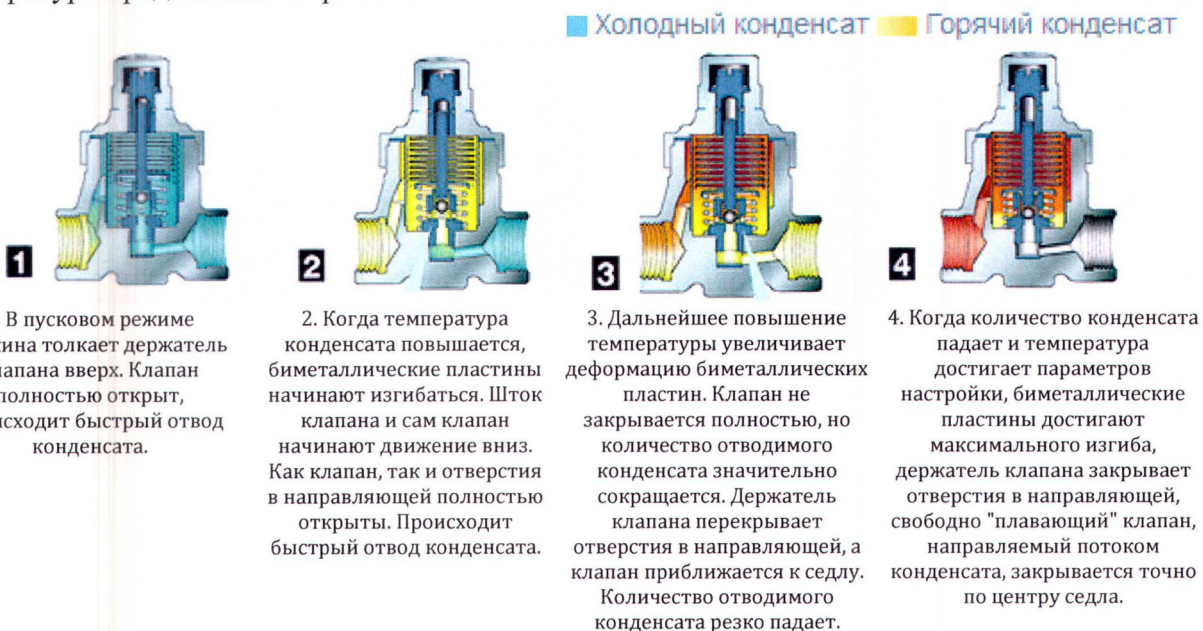 Холодный конденсат Горячий конденсат
1
2
3
4
В пусковом режиме
толкает держатель
вверх. Клапан
полностью открыт,
быстрый отвод
конденсата.
2. Когда температура
конденсата повышается,
биметаллические пластины
начинают изгибаться. Шток
клапана и сам клапан
начинают движение вниз.
Как клапан, так и отверстия
в направляющей полностью
открыты. Происходит
быстрый отвод конденсата.
3. Дальнейшее повышение
температуры увеличивает
деформацию биметаллических
пластин. Клапан не
закрывается полностью, но
количество отводимого
конденсата значительно
сокращается. Держатель
клапана перекрывает
отверстия в направляющей, а
клапан приближается к седлу.
Количество отводимого
конденсата резко падает.
4. Когда количество конденсата
падает и температура
достигает параметров
настройки, биметаллические
пластины достигают
максимального изгиба,
держатель клапана закрывает
отверстия в направляющей,
свободно "плавающий" клапан,
направляемый потоком
конденсата, закрывается точно
по центру седла.